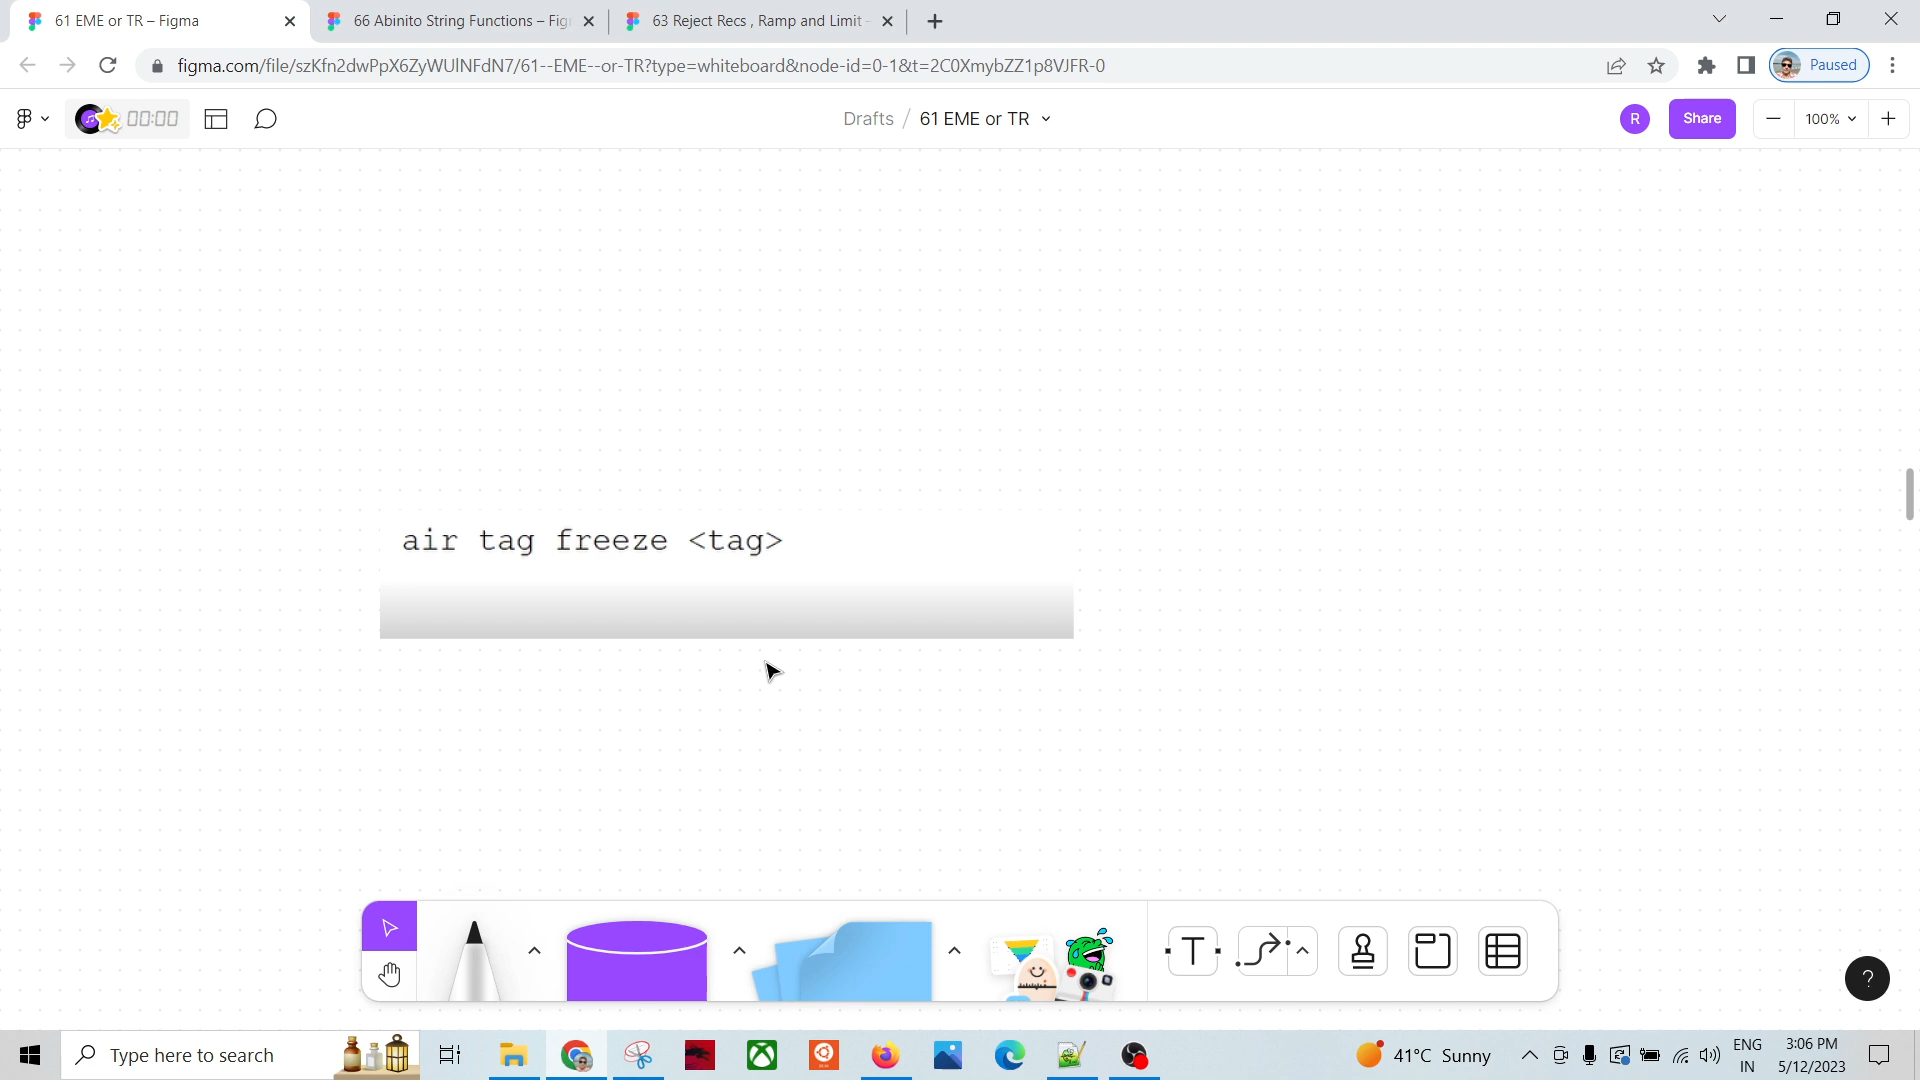 61 EME or TR – Figma
66 Abinito String Functions – Fig
63 Reject Recs , Ramp and Limit -
figma.com/file/szKfn2dwPpX6ZyWUlNFdN7/61--EME--or-TR?type=whiteboard&node-id=0-1&t=2C0XmybZZ1p8VJFR-0
Paused
00:00
Drafts / 61 EME or TR
R
Share
100%
air tag freeze <tag>
T
?
Type here to search
41°C Sunny
ENG
IN
3:06 PM
5/12/2023